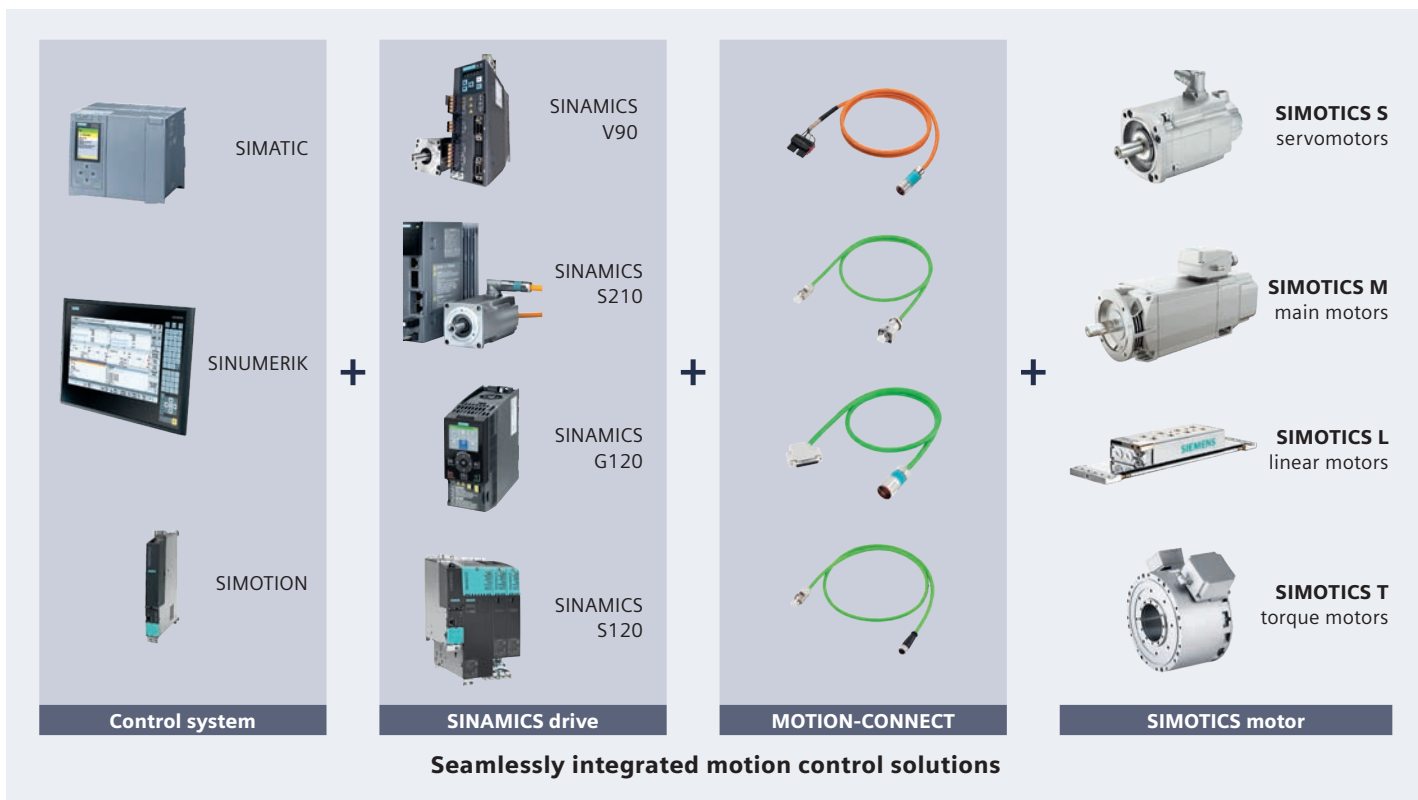 SIMATIC
SINUMERIK
SIMOTION
Control system
+
SINAMICS
V90
SINAMICS
S210
SINAMICS
G120
SINAMICS
S120
SINAMICS drive
+
MOTION-CONNECT
+
SIMOTICS S
servomotors
SIMOTICS M
main motors
SIEMENS
SIMOTICS L
linear motors
SIMOTICS T
torque motors
SIMOTICS motor
Seamlessly integrated motion control solutions